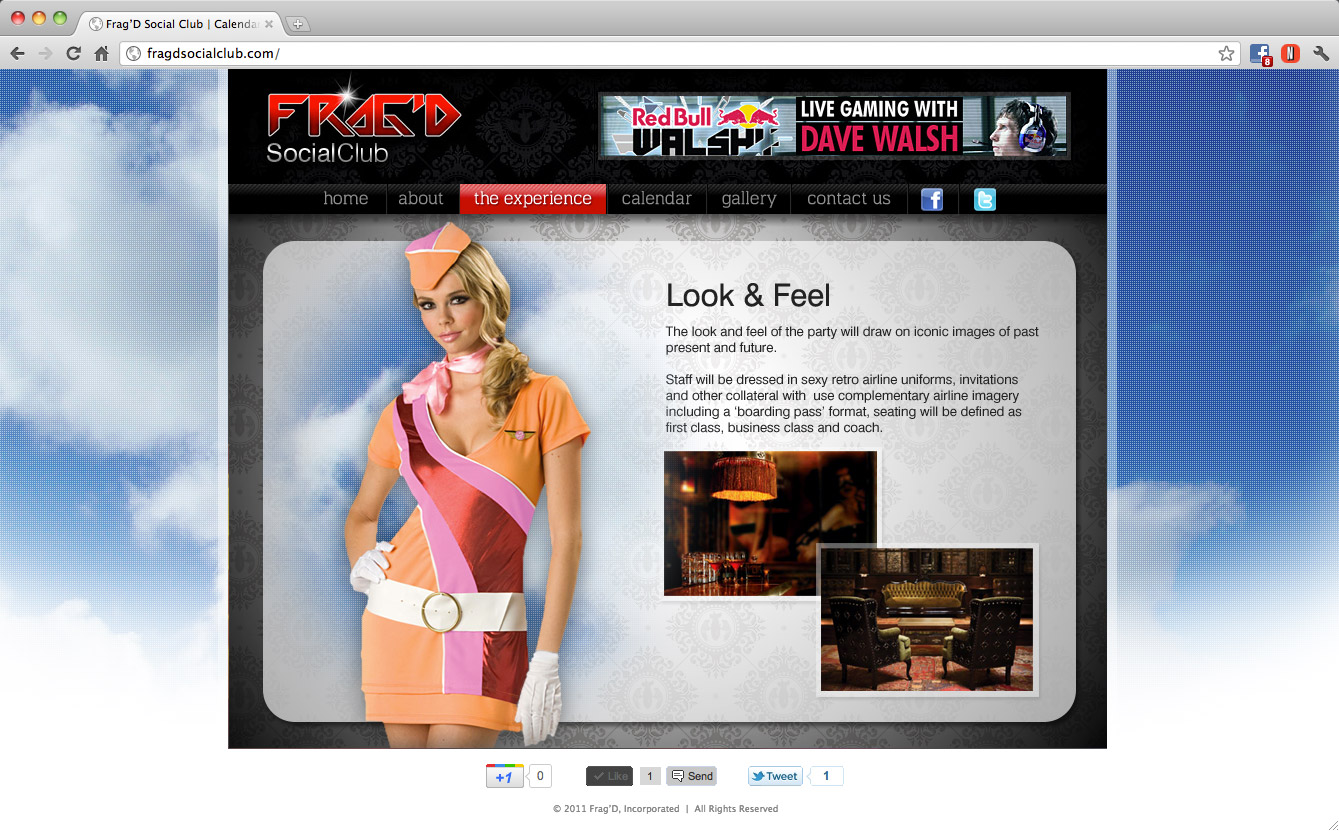 Frag'D Social Club | Calenda
fragdsocialclub.com/
8
N
FRAG'D
SocialClub
Red Bull
WALSHY
LIVE GAMING WITH
DAVE WALSH
home about the experience calendar gallery contact us f t
Look & Feel
The look and feel of the party will draw on iconic images of past
present and future.
Staff will be dressed in sexy retro airline uniforms, invitations
and other collateral with  use complementary airline imagery
including a ‘boarding pass’ format, seating will be defined as
first class, business class and coach.
+1 0 Like 1 Send Tweet 1
© 2011 Frag'D, Incorporated | All Rights Reserved